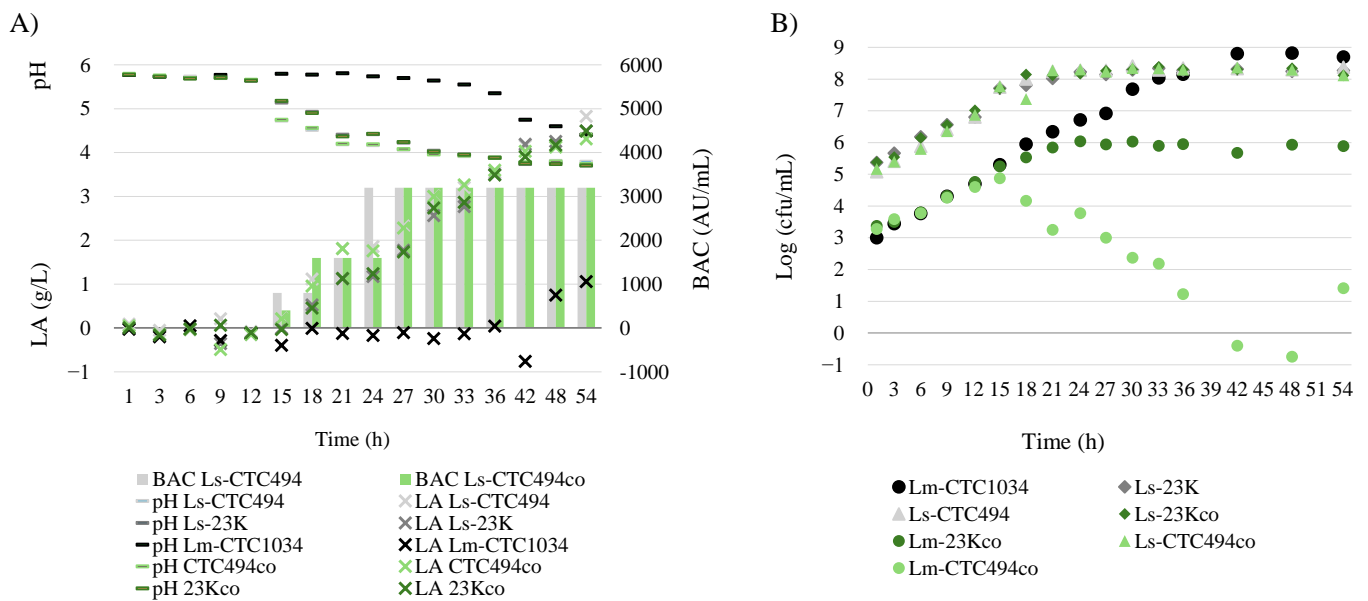 A)
pH
6
5
4
3
2
1
0
−1
LA (g/L)
6000
5000
4000
3000
2000
1000
0
-1000
BAC (AU/mL)
1 3 6 9 12 15 18 21 24 27 30 33 36 42 48 54
Time (h)
BAC Ls-CTC494 BAC Ls-CTC494co
pH Ls-CTC494 LA Ls-CTC494
pH Ls-23K LA Ls-23K
pH Lm-CTC1034 LA Lm-CTC1034
pH CTC494co LA CTC494co
pH 23Kco LA 23Kco
B)
Log (cfu/mL)
9
8
7
6
5
4
3
2
1
0
−1
0 3 6 9 12 15 18 21 24 27 30 33 36 39 42 45 48 51 54
Time (h)
Lm-CTC1034 Ls-23K
Ls-CTC494 Ls-23Kco
Lm-23Kco Ls-CTC494co
Lm-CTC494co